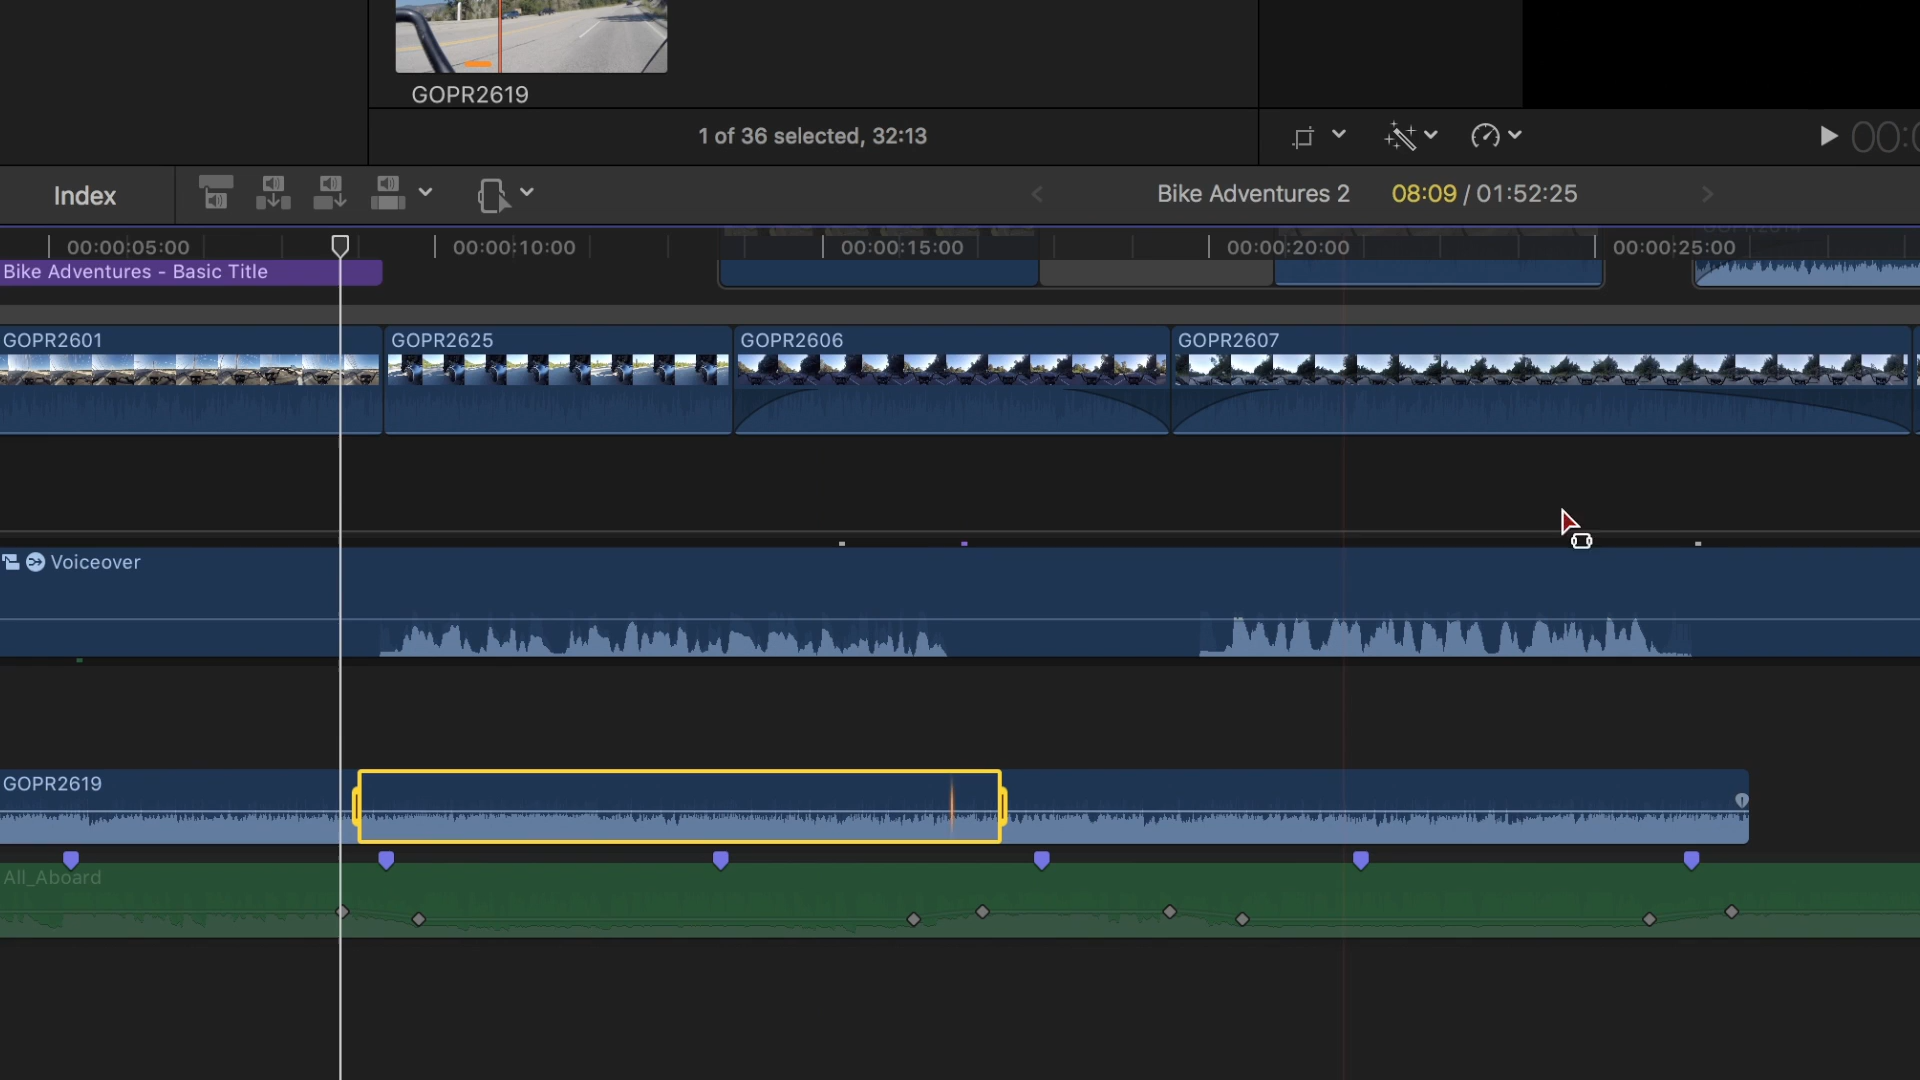 GOPR2619
1 of 36 selected, 32:13
Index
Bike Adventures 2
08:09 / 01:52:25
00:00:05:00
00:00:10:00
00:00:15:00
00:00:20:00
00:00:25:00
Bike Adventures - Basic Title
GOPR2601
GOPR2625
GOPR2606
GOPR2607
Voiceover
GOPR2619
All_Aboard